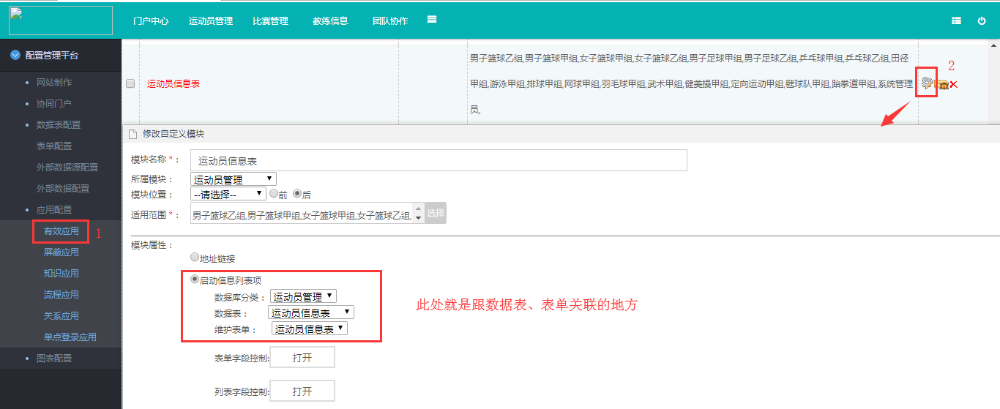 门户中心 运动员管理 比赛管理 教练信息 团队协作
配置管理平台
网站制作
协同门户
数据表配置
表单配置
外部数据源配置
外部数据配置
应用配置
有效应用 1
屏蔽应用
知识应用
流程应用
关系应用
单点登录应用
图表配置
运动员信息表
男子篮球乙组,男子篮球甲组,女子篮球甲组,女子篮球乙组,男子足球甲组,男子足球乙组,乒乓球甲组,乒乓球乙组,田径
甲组,游泳甲组,排球甲组,网球甲组,羽毛球甲组,武术甲组,健美操甲组,定向运动甲组,毽球队甲组,跆拳道甲组,系统管理
员,
2
修改自定义模块
模块名称 * : 运动员信息表
所属模块: 运动员管理
模块位置: --请选择-- 前 后
适用范围 * : 男子篮球乙组,男子篮球甲组,女子篮球甲组,女子篮球乙组, 选择
模块属性:
地址链接
启动信息列表项
数据库分类: 运动员管理
数据表: 运动员信息表
维护表单: 运动员信息表
此处就是跟数据表、表单关联的地方
表单字段控制: 打开
列表字段控制: 打开